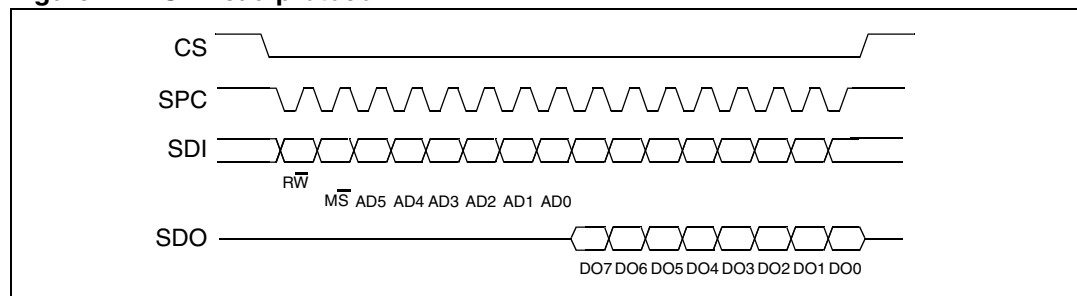 CS
SPC
SDI
RW̅
MS̅ AD5 AD4 AD3 AD2 AD1 AD0
SDO
DO7 DO6 DO5 DO4 DO3 DO2 DO1 DO0